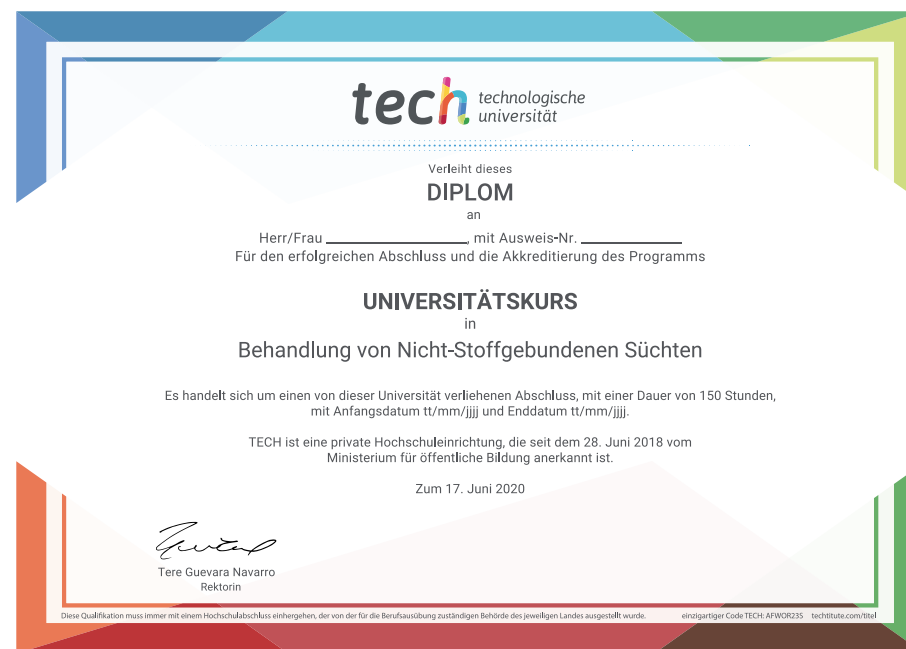 tech technologische
universität
Verleiht dieses
DIPLOM
an
Herr/Frau ____________________, mit Ausweis-Nr. ______________
Für den erfolgreichen Abschluss und die Akkreditierung des Programms
UNIVERSITÄTSKURS
in
Behandlung von Nicht-Stoffgebundenen Süchten
Es handelt sich um einen von dieser Universität verliehenen Abschluss, mit einer Dauer von 150 Stunden,
mit Anfangsdatum tt/mm/jjjj und Enddatum tt/mm/jjjj.
TECH ist eine private Hochschuleinrichtung, die seit dem 28. Juni 2018 vom
Ministerium für öffentliche Bildung anerkannt ist.
Zum 17. Juni 2020
Tere Guevara Navarro
Rektorin
Diese Qualifikation muss immer mit einem Hochschulabschluss einhergehen, der von der für die Berufsausübung zuständigen Behörde des jeweiligen Landes ausgestellt wurde. einzigartiger Code TECH: AFWOR235 techtitute.com/titel